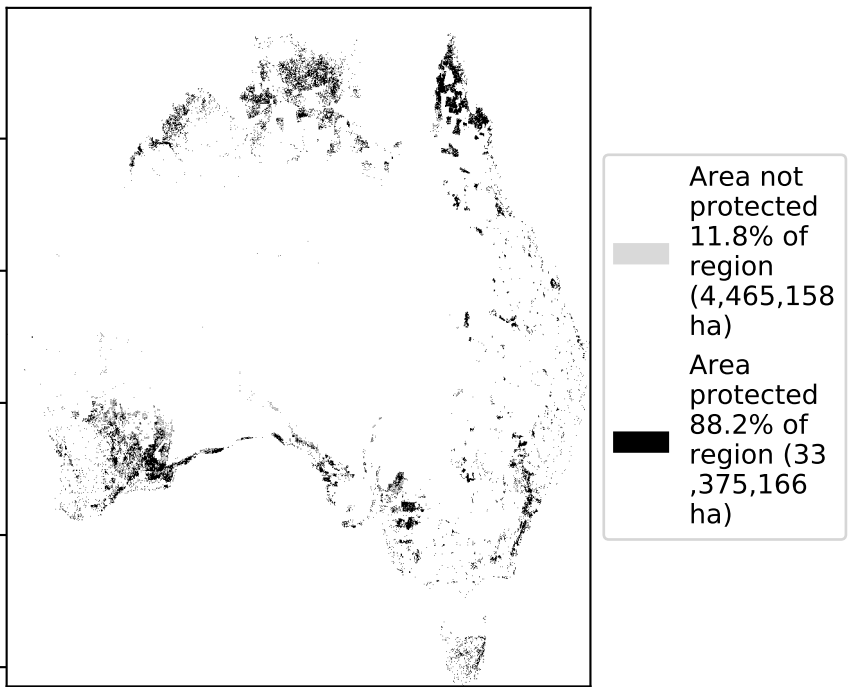 Area not
protected
11.8% of
region
(4,465,158
ha)
Area
protected
88.2% of
region (33
,375,166
ha)